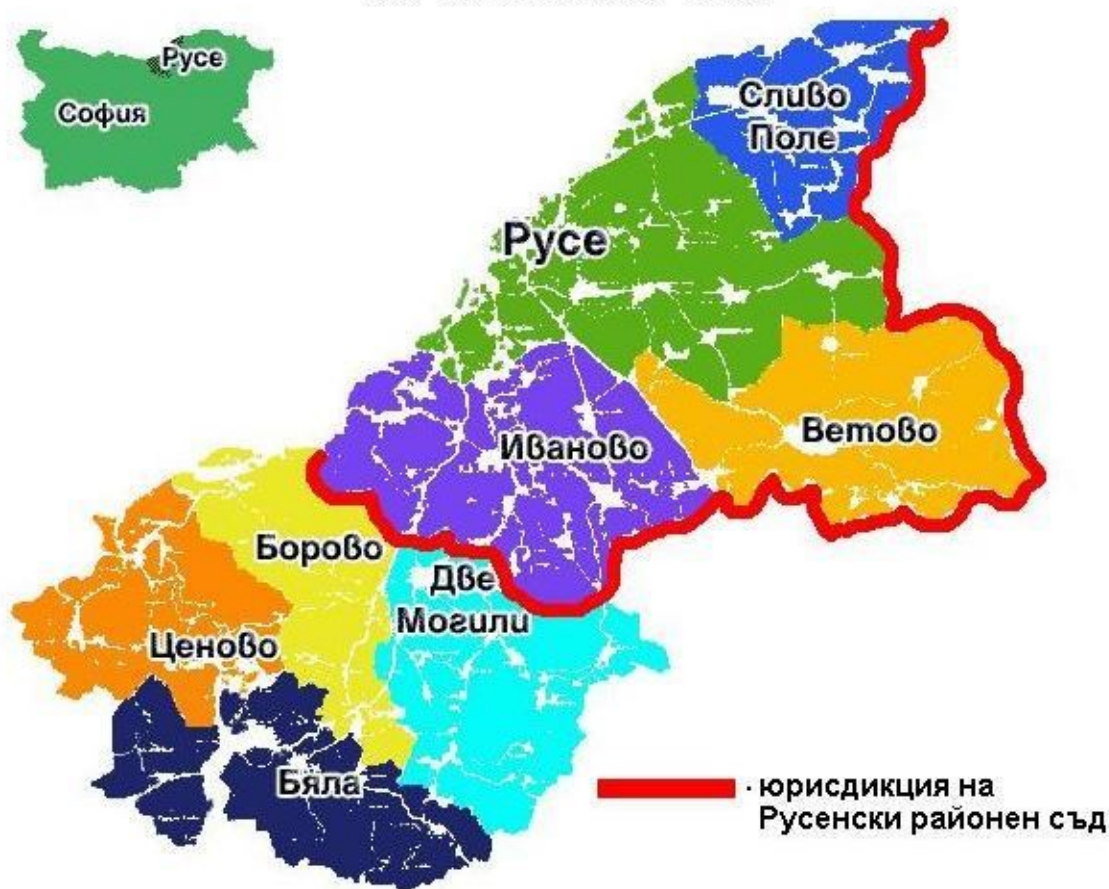 Русе
София
Сливо
Поле
Русе
Ветово
Иваново
Борово
Две
Могили
Ценово
Бяла
- юрисдикция на
Русенски районен съд